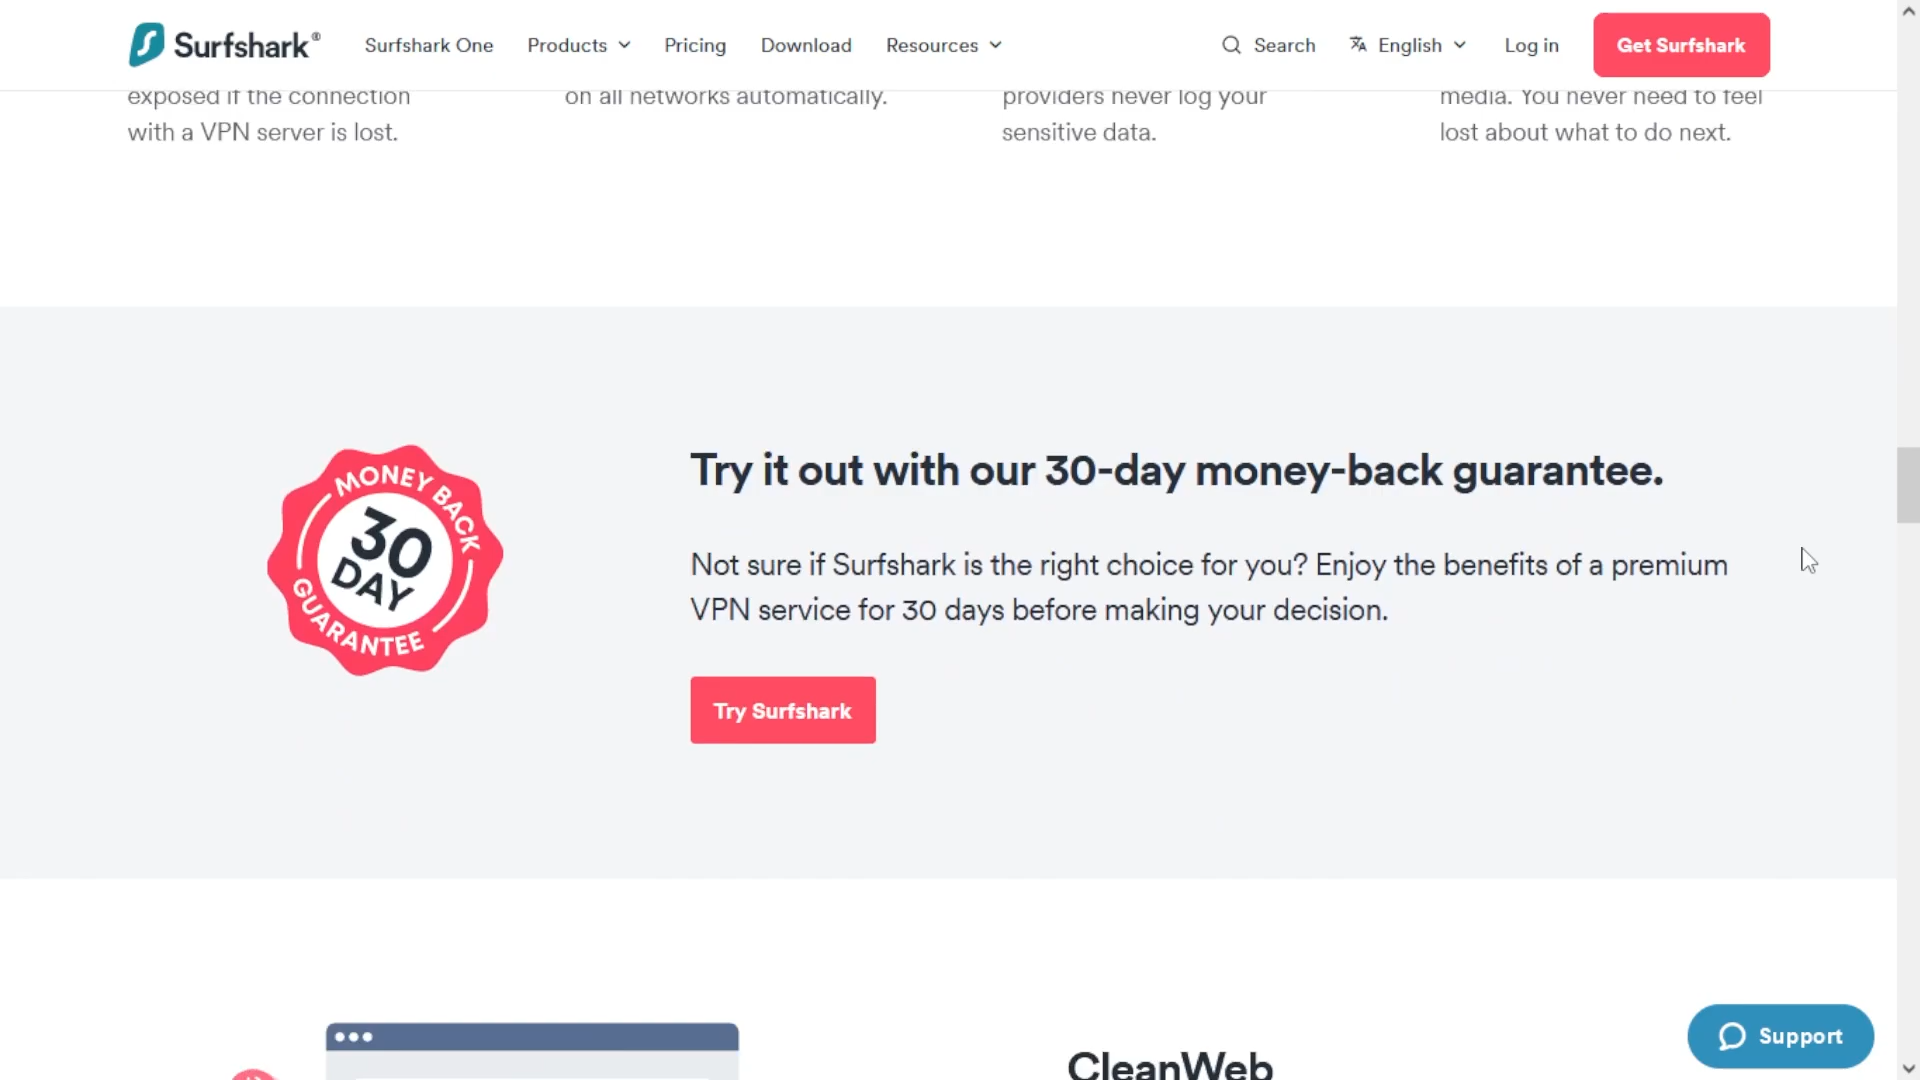 Surfshark®
Surfshark One
Products
Pricing
Download
Resources
Search
English
Log in
Get Surfshark
exposed if the connection
with a VPN server is lost.
on all networks automatically.
providers never log your
sensitive data.
media. You never need to feel
lost about what to do next.
MONEY BACK
30
DAY
GUARANTEE
Try it out with our 30-day money-back guarantee.
Not sure if Surfshark is the right choice for you? Enjoy the benefits of a premium
VPN service for 30 days before making your decision.
Try Surfshark
CleanWeb
Support